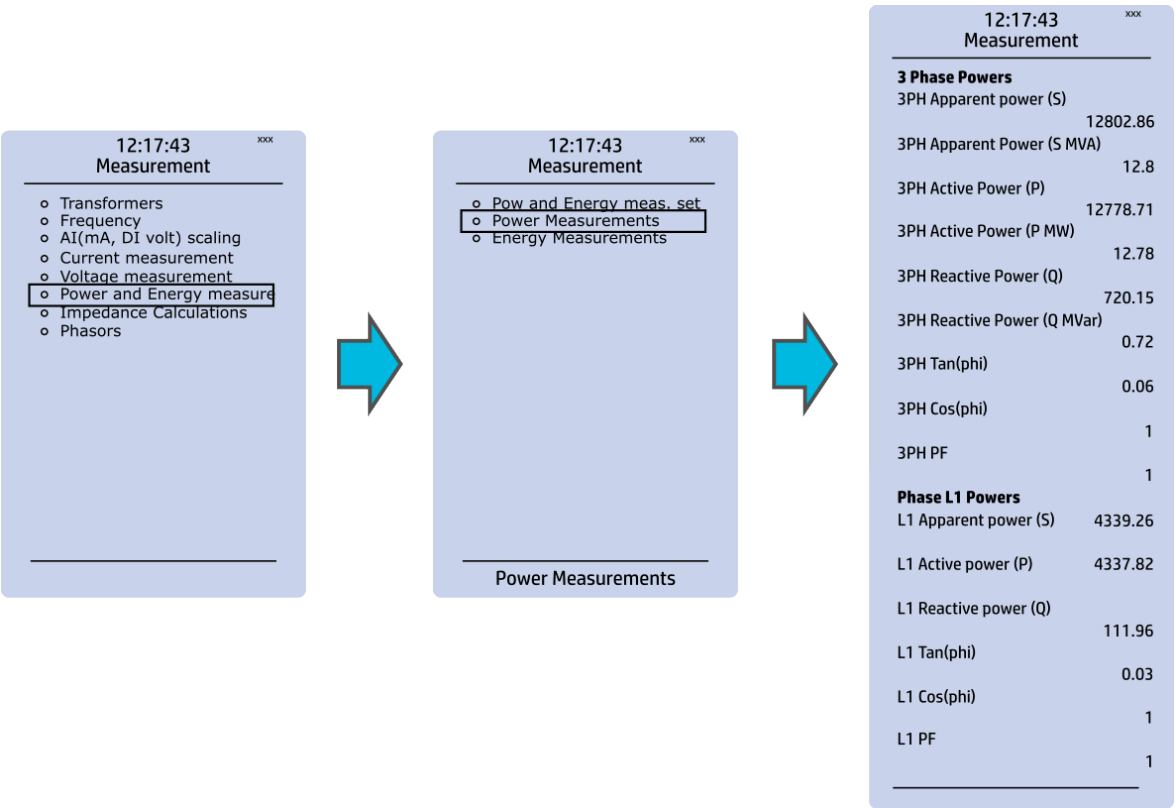 12:17:43
xxx
Measurement
Transformers
Frequency
AI(mA, DI volt) scaling
Current measurement
Voltage measurement
Power and Energy measure
Impedance Calculations
Phasors
12:17:43
xxx
Measurement
Pow and Energy meas. set
Power Measurements
Energy Measurements
Power Measurements
12:17:43
xxx
Measurement
3 Phase Powers
3PH Apparent power (S)
12802.86
3PH Apparent Power (S MVA)
12.8
3PH Active Power (P)
12778.71
3PH Active Power (P MW)
12.78
3PH Reactive Power (Q)
720.15
3PH Reactive Power (Q MVar)
0.72
3PH Tan(phi)
0.06
3PH Cos(phi)
1
3PH PF
1
Phase L1 Powers
L1 Apparent power (S) 4339.26
L1 Active power (P) 4337.82
L1 Reactive power (Q)
111.96
L1 Tan(phi)
0.03
L1 Cos(phi)
1
L1 PF
1